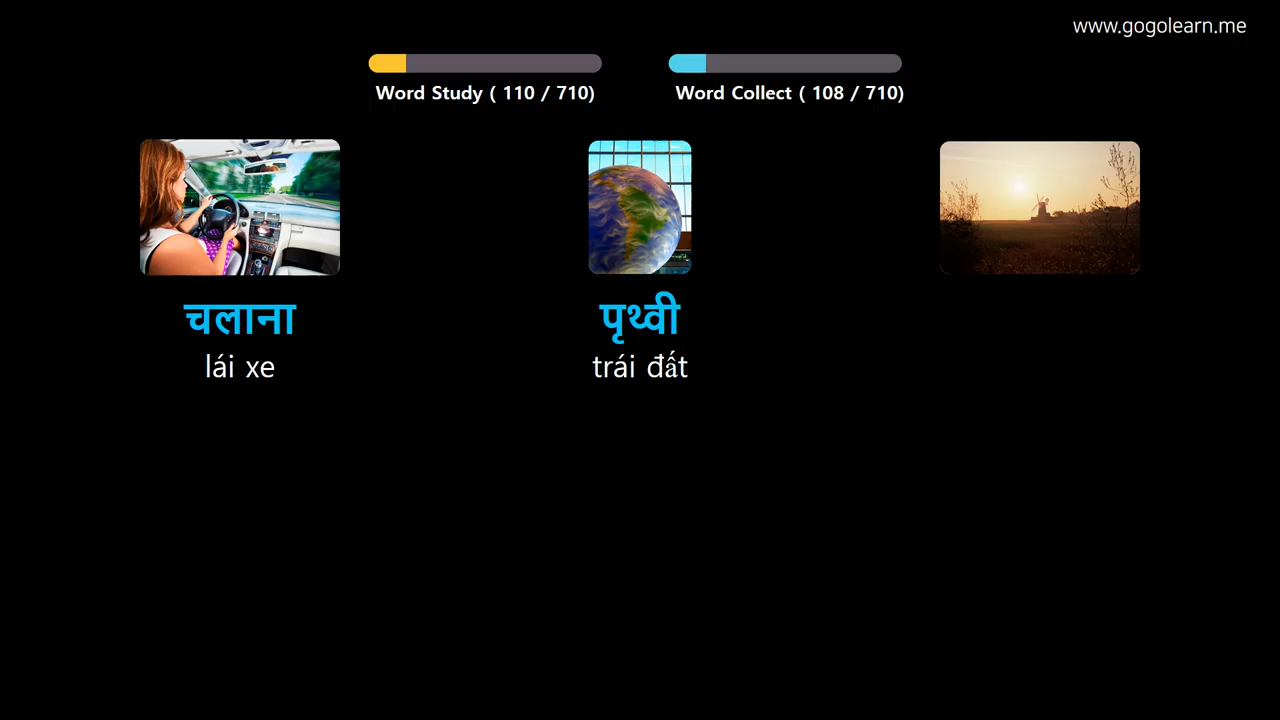 www.gogolearn.me
Word Study ( 110 / 710)
Word Collect ( 108 / 710)
चलाना
lái xe
पृथ्वी
trái đất